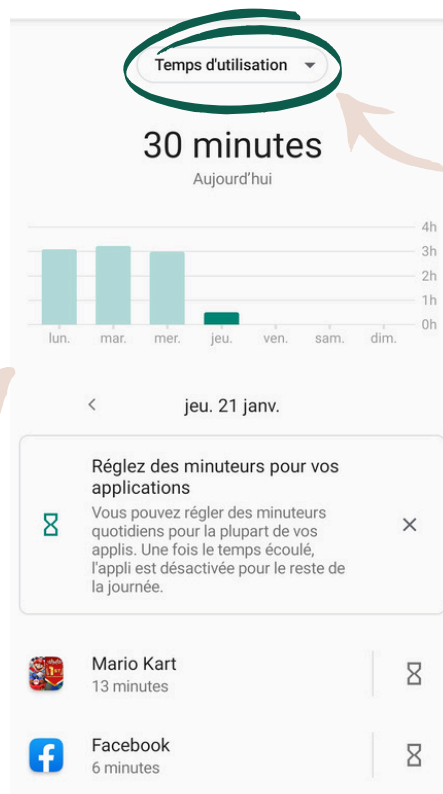 Temps d'utilisation
30 minutes
Aujourd'hui
4h
3h
2h
1h
0h
lun. mar. mer. jeu. ven. sam. dim.
jeu. 21 janv.
Réglez des minuteurs pour vos
applications
Vous pouvez régler des minuteurs
quotidiens pour la plupart de vos
applis. Une fois le temps écoulé,
l'appli est désactivée pour le reste de
la journée.
Mario Kart
13 minutes
Facebook
6 minutes